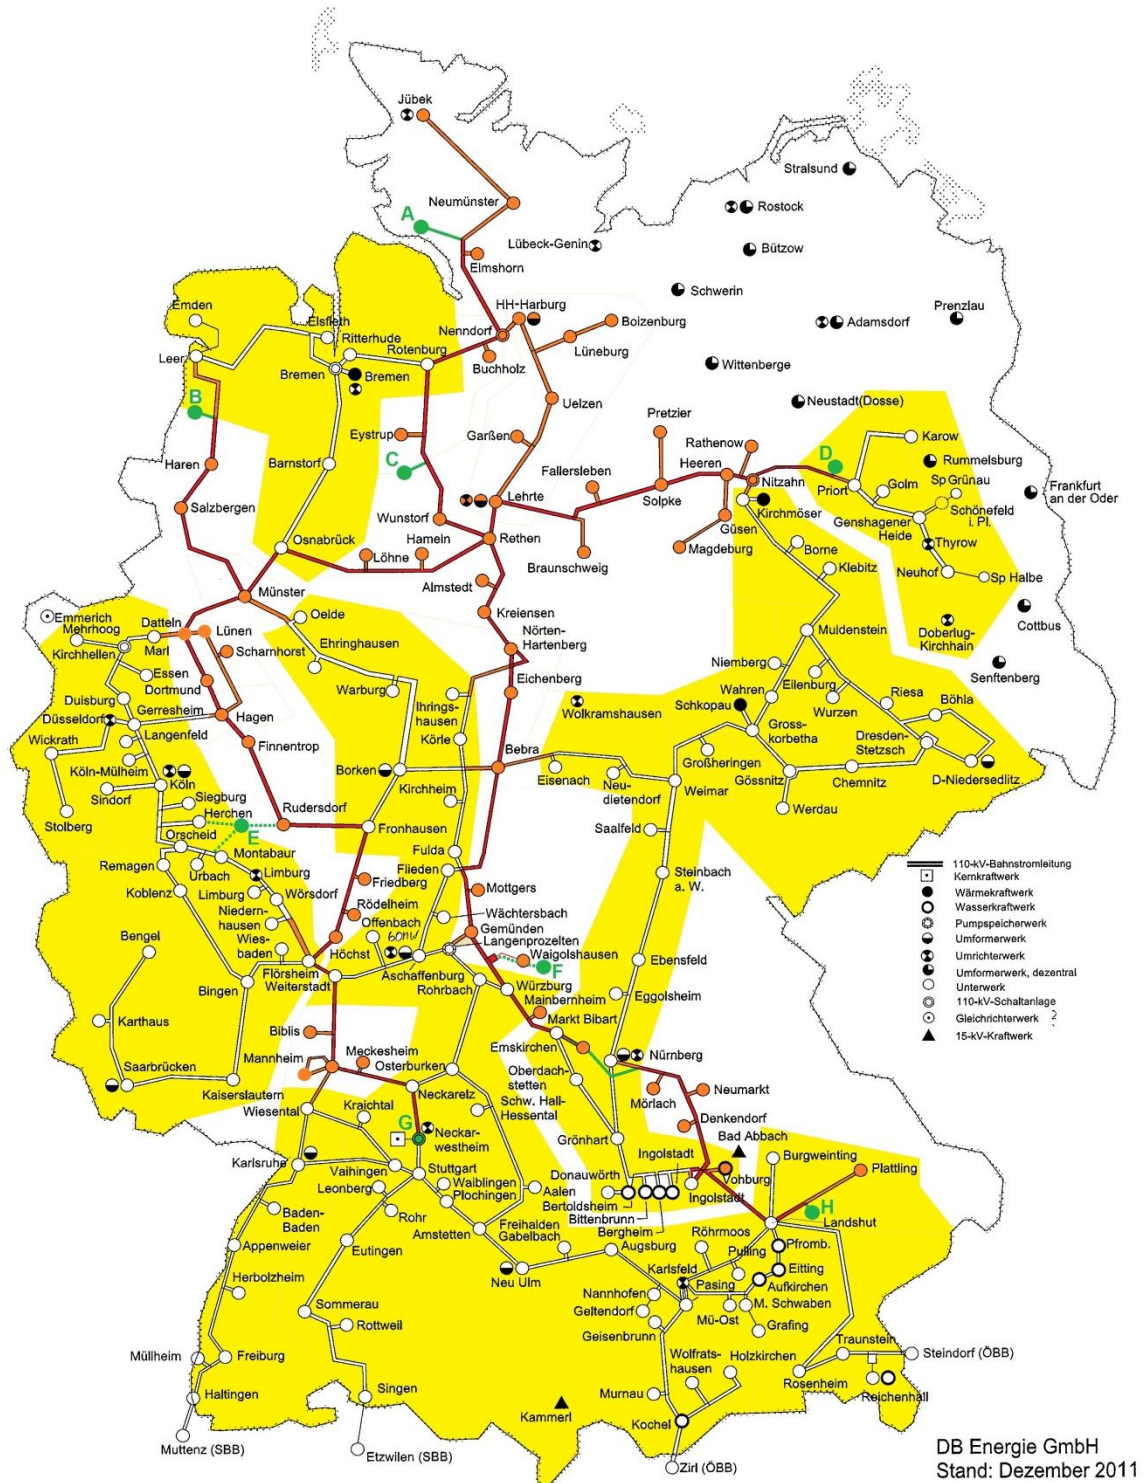 Jübek
Neumünster
A
Elmshorn
Lübeck-Genin
Stralsund
Rostock
Bützow
Schwerin
Prenzlau
Adamsdorf
Wittenberge
Neustadt(Dosse)
Emden
Elsfleth
Ritterhude
Leer
Rotenburg
Bremen
Bremen
HH-Harburg
Nenndorf
Buchholz
Boizenburg
Lüneburg
Uelzen
B
Eystrup
C
Garßen
Pretzier
Rathenow
D
Karow
Rummelsburg
Sp Grünau
Frankfurt
an der Oder
Haren
Barnstorf
Fallersleben
Heeren
Nitzahn
Priort
Golm
Schönefeld
i. Pl.
Salzbergen
Wunstorf
Lehrte
Solpke
Kirchmöser
Güsen
Genshagener
Heide
Osnabrück
Hameln
Löhne
Rethen
Magdeburg
Borne
Thyrow
Braunschweig
Klebitz
Neuhof
Sp Halbe
Almstedt
Münster
Kreiensen
Cottbus
Emmerich
Oelde
Mehrhoog
Datteln
Lünen
Doberlug-
Kirchhain
Marl
Kirchhellen
Scharnhorst
Ehringhausen
Nörten-
Hartenberg
Muldenstein
Essen
Niemberg
Senftenberg
Dortmund
Eichenberg
Eilenburg
Warburg
Wahren
Riesa
Böhla
Duisburg
Ihrings-
hausen
Wolkramshausen
Schkopau
Wurzen
Düsseldorf
Gerresheim
Hagen
Langenfeld
Körle
Gross-
korbetha
Dresden-
Stetzsch
Wickrath
Finnentrop
Bebra
Großheringen
Köln-Mülheim
Borken
Eisenach
Gössnitz
Chemnitz
D-Niedersedlitz
Köln
Neu-
dietendorf
Sindorf
Weimar
Kirchheim
Siegburg
Rudersdorf
Werdau
Stolberg
Herchen
Fronhausen
Saalfeld
E
Orscheid
Fulda
Montabaur
Remagen
Urbach
Limburg
Flieden
Steinbach
a. W.
Friedberg
Koblenz
Limburg
Wörsdorf
Mottgers
Rödelheim
Niedern-
hausen
Offenbach
60MW
Wächtersbach
Gemünden
Bengel
Wies-
baden
Langenprozelten
Höchst
Waigolshausen
F
Ebensfeld
Flörsheim
Aschaffenburg
Weiterstadt
Rohrbach
Würzburg
Bingen
Mainbernheim
Eggolsheim
Karthaus
Biblis
Markt Bibart
Emskirchen
Meckesheim
Nürnberg
Mannheim
Osterburken
Saarbrücken
Oberdach-
stetten
Neumarkt
Kaiserslautern
Neckarelz
Mörlach
Wiesental
Kraichtal
Schw. Hall-
Hessental
Denkendorf
G
Neckar-
westheim
Grönhart
Bad Abbach
Karlsruhe
Ingolstadt
Burgweinting
Vaihingen
Stuttgart
Donauwörth
Vohburg
Plattling
Leonberg
Waiblingen
Plochingen
Aalen
Bertoldsheim
Ingolstadt
Bittenbrunn
H
Baden-
Baden
Rohr
Bergheim
Landshut
Amstetten
Freihalden
Gabelbach
Röhrmoos
Appenweier
Eutingen
Augsburg
Pulling
Pfromb.
Karlsfeld
Eitting
Neu Ulm
Pasing
Aufkirchen
Herbolzheim
Nannhofen
M. Schwaben
Sommerau
Geltendorf
Mü-Ost
Grafing
Rottweil
Geisenbrunn
Traunstein
Müllheim
Freiburg
Wolfrats-
hausen
Holzkirchen
Steindorf (ÖBB)
Rosenheim
Haltingen
Singen
Murnau
Reichenhall
Kammerl
Kochel
Muttenz (SBB)
Etzwilen (SBB)
Zirl (ÖBB)
110-kV-Bahnstromleitung
Kernkraftwerk
Wärmekraftwerk
Wasserkraftwerk
Pumpspeicherwerk
Umformerwerk
Umrichterwerk
Umformerwerk, dezentral
Unterwerk
110-kV-Schaltanlage
Gleichrichterwerk
2
15-kV-Kraftwerk
DB Energie GmbH
Stand: Dezember 2011